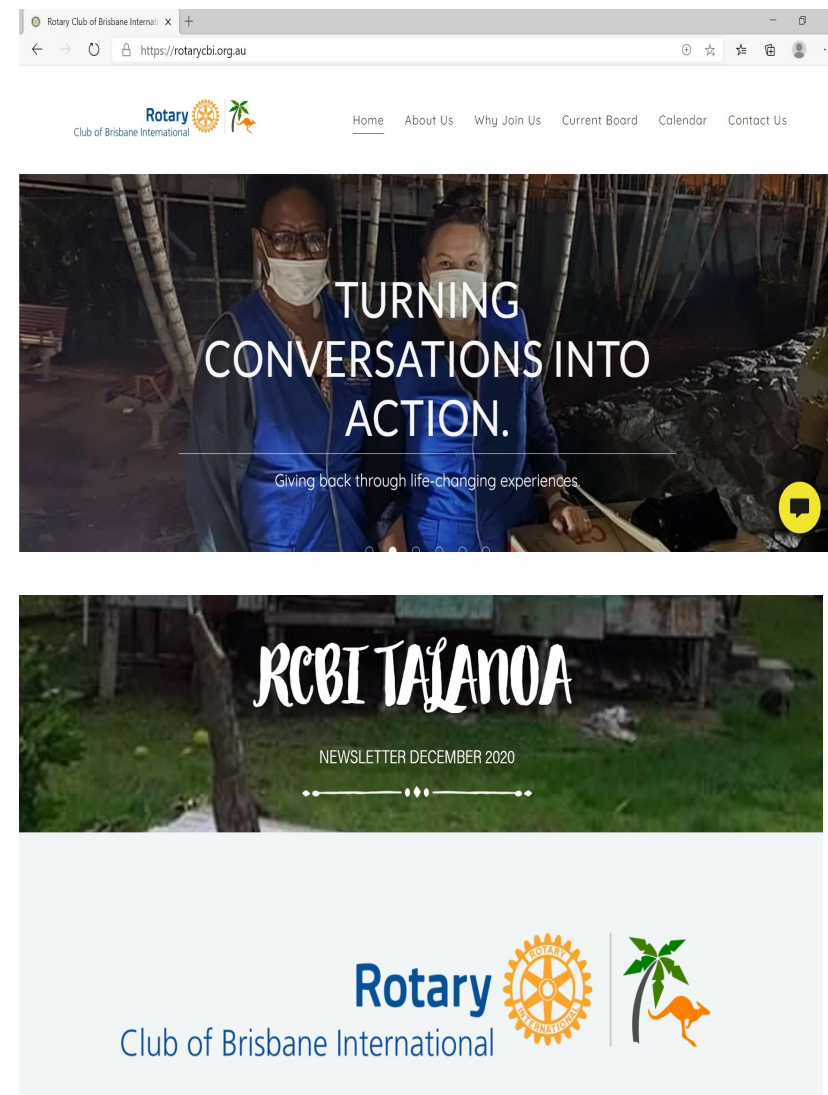 Rotary Club of Brisbane Internati
https://rotarycbi.org.au
Rotary
Club of Brisbane International
Home About Us Why Join Us Current Board Calendar Contact Us
TURNING
CONVERSATIONS INTO
ACTION.
Giving back through life-changing experiences.
RCBI TALANOA
NEWSLETTER DECEMBER 2020
Rotary
Club of Brisbane International
ROTARY
INTERNATIONAL